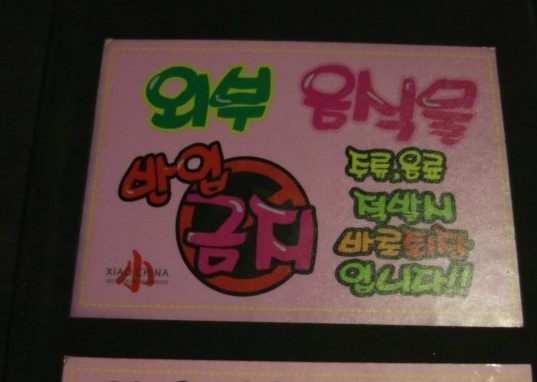 외부 음식물
반입 금지
주류,음료
적발시
바로퇴장
입니다!!
小
XIAO CHINA